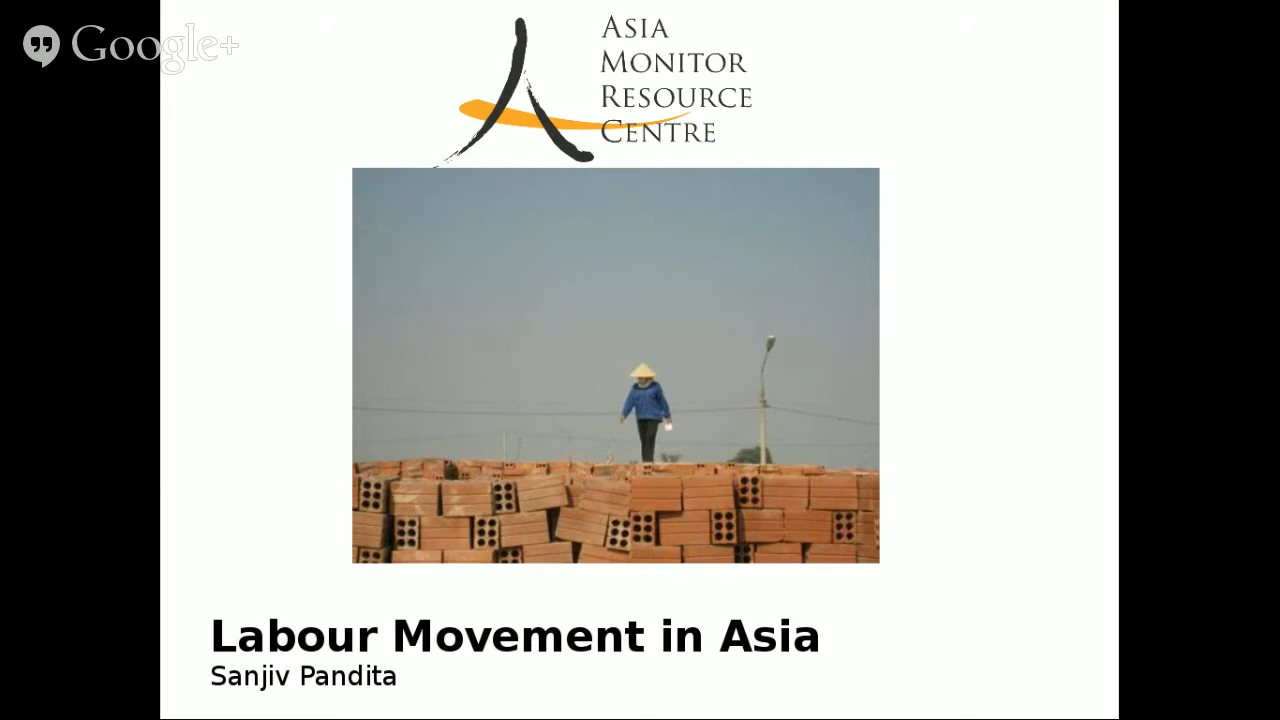 Google+
ASIA
MONITOR
RESOURCE
CENTRE
Labour Movement in Asia
Sanjiv Pandita